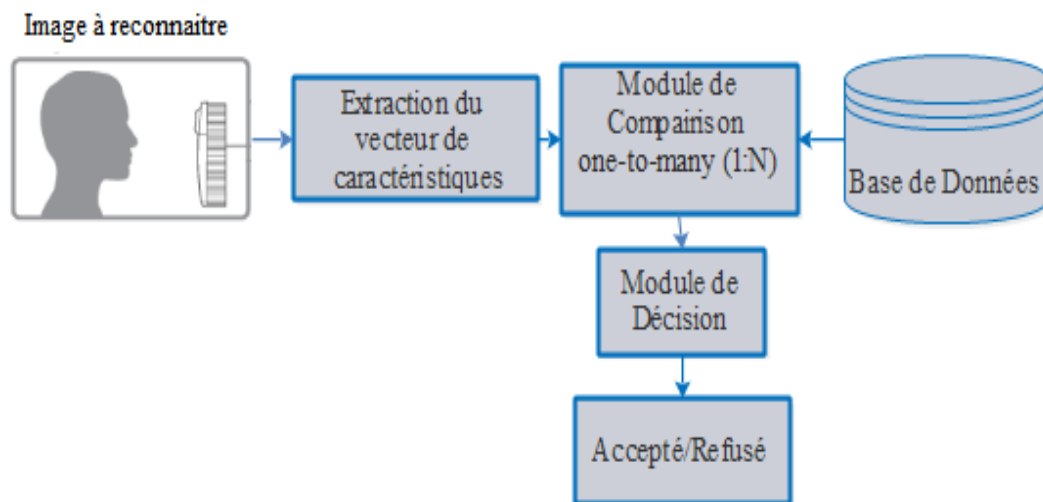 Image à reconnaitre
Extraction du
vecteur de
caractéristiques
Module de
Compairison
one-to-many (1:N)
Base de Données
Module de
Décision
Accepté/Refusé